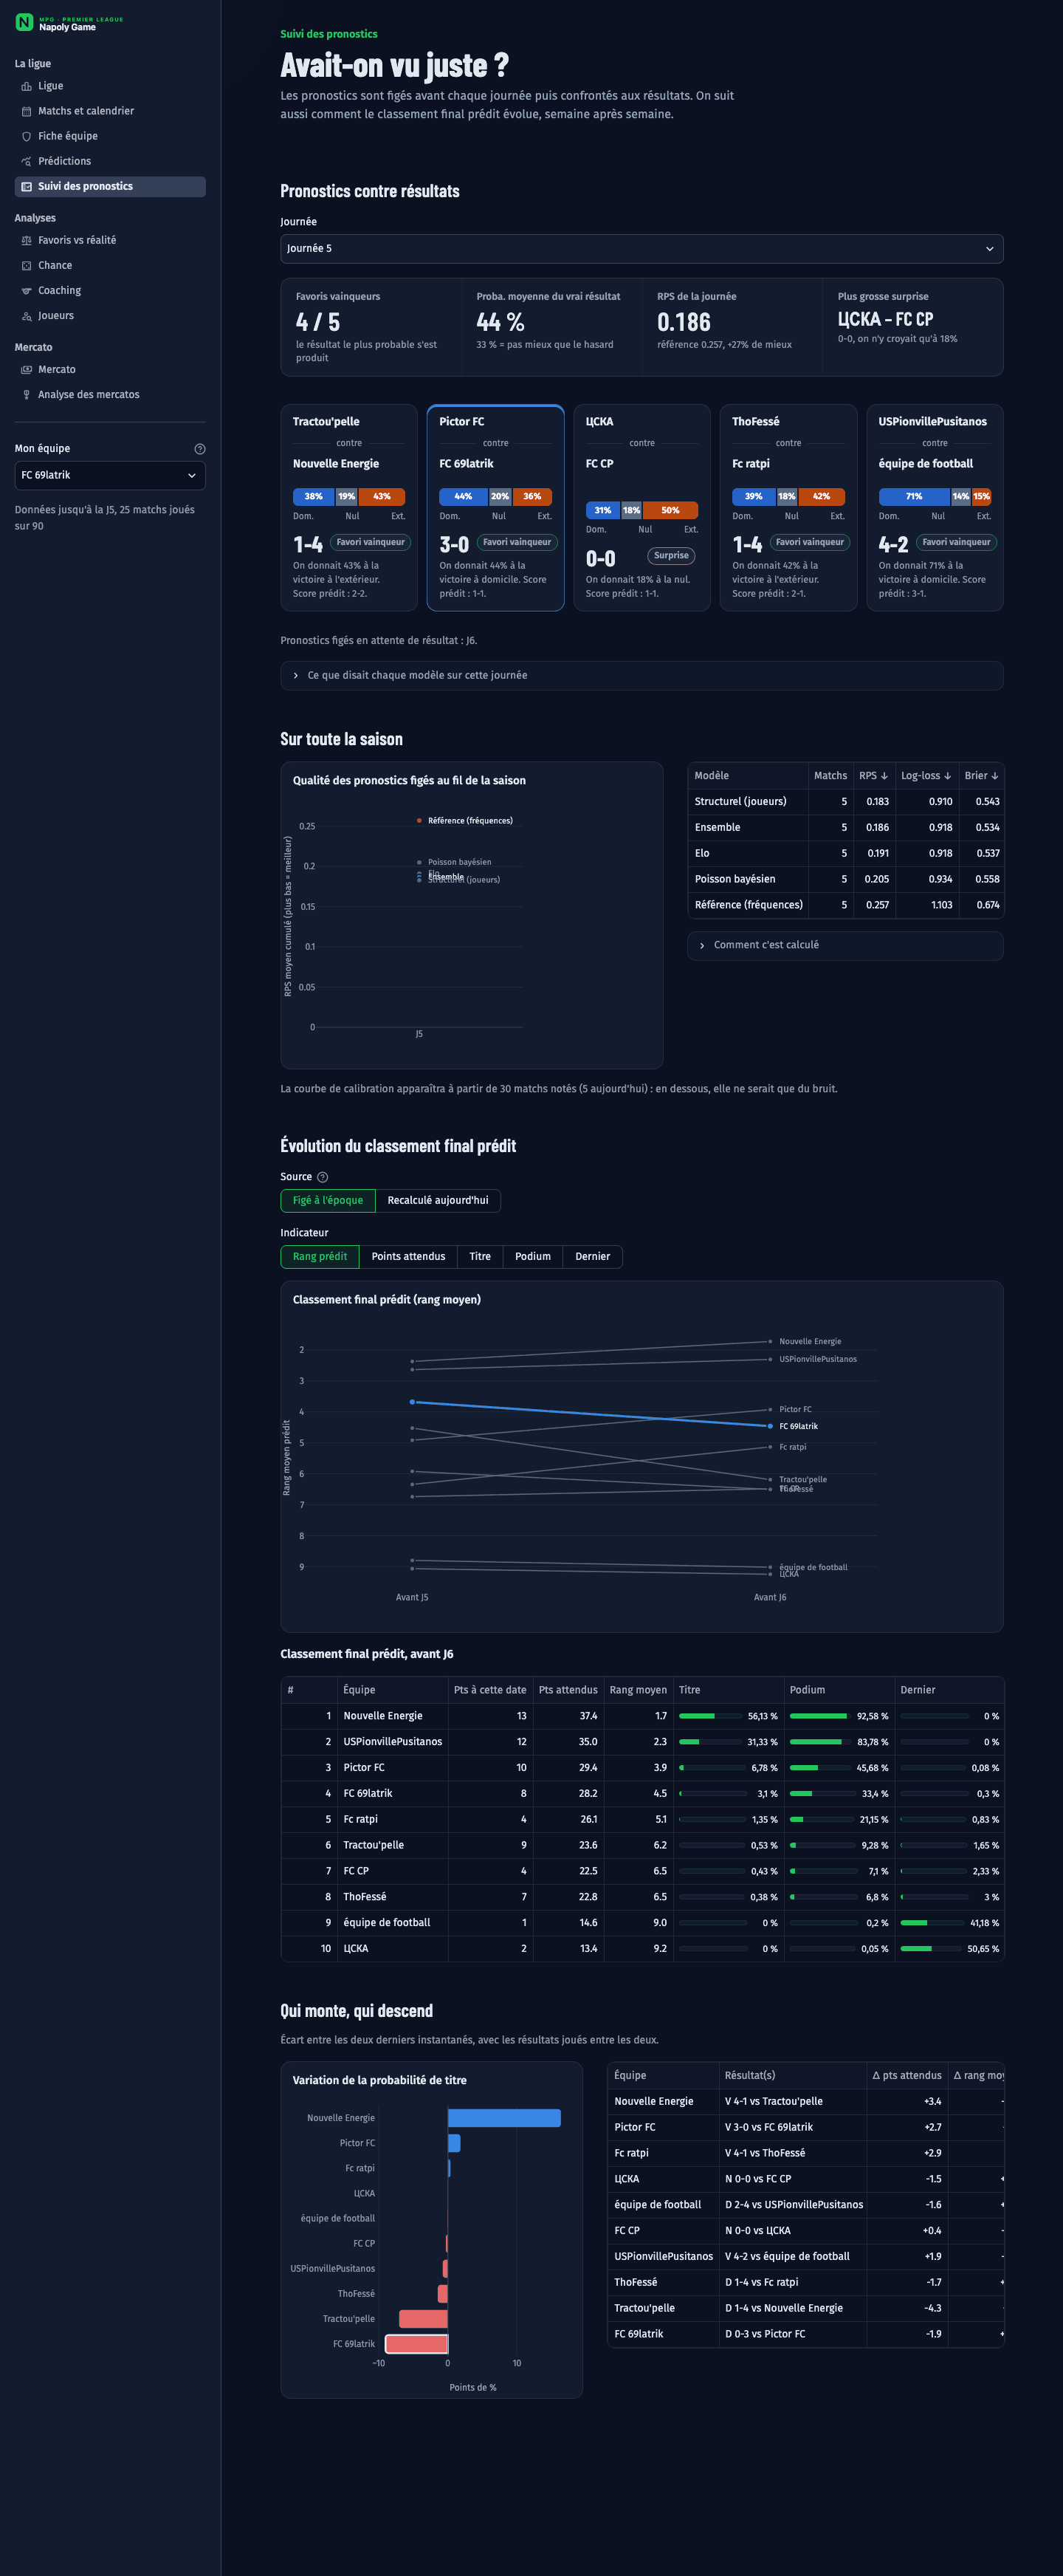 MPG · PREMIER LEAGUE
Napoly Game
La ligue
Ligue
Matchs et calendrier
Fiche équipe
Prédictions
Suivi des pronostics
Analyses
Favoris vs réalité
Chance
Coaching
Joueurs
Mercato
Mercato
Analyse des mercatos
Mon équipe
FC 69latrik
Données jusqu'à la J5, 25 matchs joués
sur 90
Suivi des pronostics
Avait-on vu juste ?
Les pronostics sont figés avant chaque journée puis confrontés aux résultats. On suit
aussi comment le classement final prédit évolue, semaine après semaine.
Pronostics contre résultats
Journée
Journée 5
Favoris vainqueurs
4 / 5
le résultat le plus probable s'est
produit
Proba. moyenne du vrai résultat
44 %
33 % = pas mieux que le hasard
RPS de la journée
0.186
référence 0.257, +27% de mieux
Plus grosse surprise
ЦСКА – FC CP
0-0, on n'y croyait qu'à 18%
Tractou'pelle
contre
Nouvelle Energie
38% 19% 43%
Dom. Nul Ext.
1-4 Favori vainqueur
On donnait 43% à la
victoire à l'extérieur.
Score prédit : 2-2.
Pictor FC
contre
FC 69latrik
44% 20% 36%
Dom. Nul Ext.
3-0 Favori vainqueur
On donnait 44% à la
victoire à domicile. Score
prédit : 1-1.
ЦСКА
contre
FC CP
31% 18% 50%
Dom. Nul Ext.
0-0 Surprise
On donnait 18% à la nul.
Score prédit : 1-1.
ThoFessé
contre
Fc ratpi
39% 18% 42%
Dom. Nul Ext.
1-4 Favori vainqueur
On donnait 42% à la
victoire à l'extérieur.
Score prédit : 2-1.
USPionvillePusitanos
contre
équipe de football
71% 14% 15%
Dom. Nul Ext.
4-2 Favori vainqueur
On donnait 71% à la
victoire à domicile. Score
prédit : 3-1.
Pronostics figés en attente de résultat : J6.
Ce que disait chaque modèle sur cette journée
Sur toute la saison
Qualité des pronostics figés au fil de la saison
RPS moyen cumulé (plus bas = meilleur)
0.25
0.2
0.15
0.1
0.05
0
J5
Référence (fréquences)
Poisson bayésien
Elo
Ensemble
Structurel (joueurs)
Modèle Matchs RPS ↓ Log-loss ↓ Brier ↓
Structurel (joueurs) 5 0.183 0.910 0.543
Ensemble 5 0.186 0.918 0.534
Elo 5 0.191 0.918 0.537
Poisson bayésien 5 0.205 0.934 0.558
Référence (fréquences) 5 0.257 1.103 0.674
Comment c'est calculé
La courbe de calibration apparaîtra à partir de 30 matchs notés (5 aujourd'hui) : en dessous, elle ne serait que du bruit.
Évolution du classement final prédit
Source
Figé à l'époque Recalculé aujourd'hui
Indicateur
Rang prédit Points attendus Titre Podium Dernier
Classement final prédit (rang moyen)
Rang moyen prédit
2
3
4
5
6
7
8
9
Avant J5 Avant J6
Nouvelle Energie
USPionvillePusitanos
Pictor FC
FC 69latrik
Fc ratpi
Tractou'pelle
FC CP
ThoFessé
équipe de football
ЦСКА
Classement final prédit, avant J6
# Équipe Pts à cette date Pts attendus Rang moyen Titre Podium Dernier
1 Nouvelle Energie 13 37.4 1.7 56,13 % 92,58 % 0 %
2 USPionvillePusitanos 12 35.0 2.3 31,33 % 83,78 % 0 %
3 Pictor FC 10 29.4 3.9 6,78 % 45,68 % 0,08 %
4 FC 69latrik 8 28.2 4.5 3,1 % 33,4 % 0,3 %
5 Fc ratpi 4 26.1 5.1 1,35 % 21,15 % 0,83 %
6 Tractou'pelle 9 23.6 6.2 0,53 % 9,28 % 1,65 %
7 FC CP 4 22.5 6.5 0,43 % 7,1 % 2,33 %
8 ThoFessé 7 22.8 6.5 0,38 % 6,8 % 3 %
9 équipe de football 1 14.6 9.0 0 % 0,2 % 41,18 %
10 ЦСКА 2 13.4 9.2 0 % 0,05 % 50,65 %
Qui monte, qui descend
Écart entre les deux derniers instantanés, avec les résultats joués entre les deux.
Variation de la probabilité de titre
Nouvelle Energie
Pictor FC
Fc ratpi
ЦСКА
équipe de football
FC CP
USPionvillePusitanos
ThoFessé
Tractou'pelle
FC 69latrik
−10 0 10
Points de %
Équipe Résultat(s) Δ pts attendus Δ rang moy
Nouvelle Energie V 4-1 vs Tractou'pelle +3.4
Pictor FC V 3-0 vs FC 69latrik +2.7
Fc ratpi V 4-1 vs ThoFessé +2.9
ЦСКА N 0-0 vs FC CP -1.5
équipe de football D 2-4 vs USPionvillePusitanos -1.6
FC CP N 0-0 vs ЦСКА +0.4
USPionvillePusitanos V 4-2 vs équipe de football +1.9
ThoFessé D 1-4 vs Fc ratpi -1.7
Tractou'pelle D 1-4 vs Nouvelle Energie -4.3
FC 69latrik D 0-3 vs Pictor FC -1.9